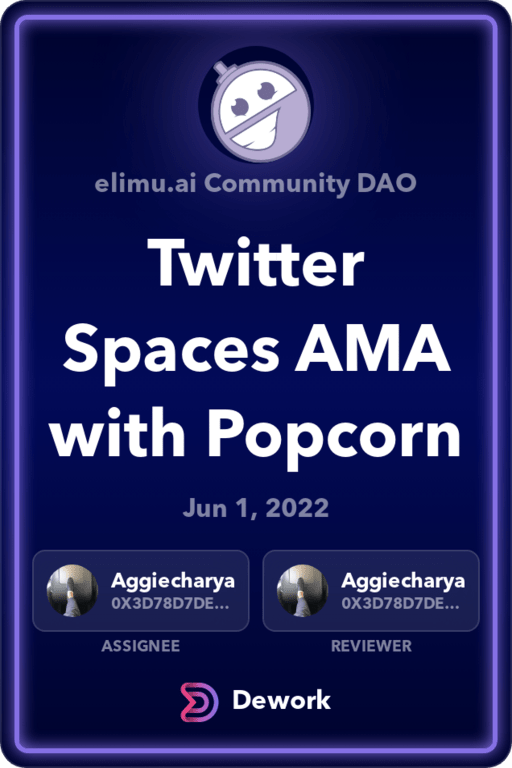 elimu.ai Community DAO
Twitter
Spaces AMA
with Popcorn
Jun 1, 2022
Aggiecharya
0X3D78D7DE...
ASSIGNEE
Aggiecharya
0X3D78D7DE...
REVIEWER
Dework